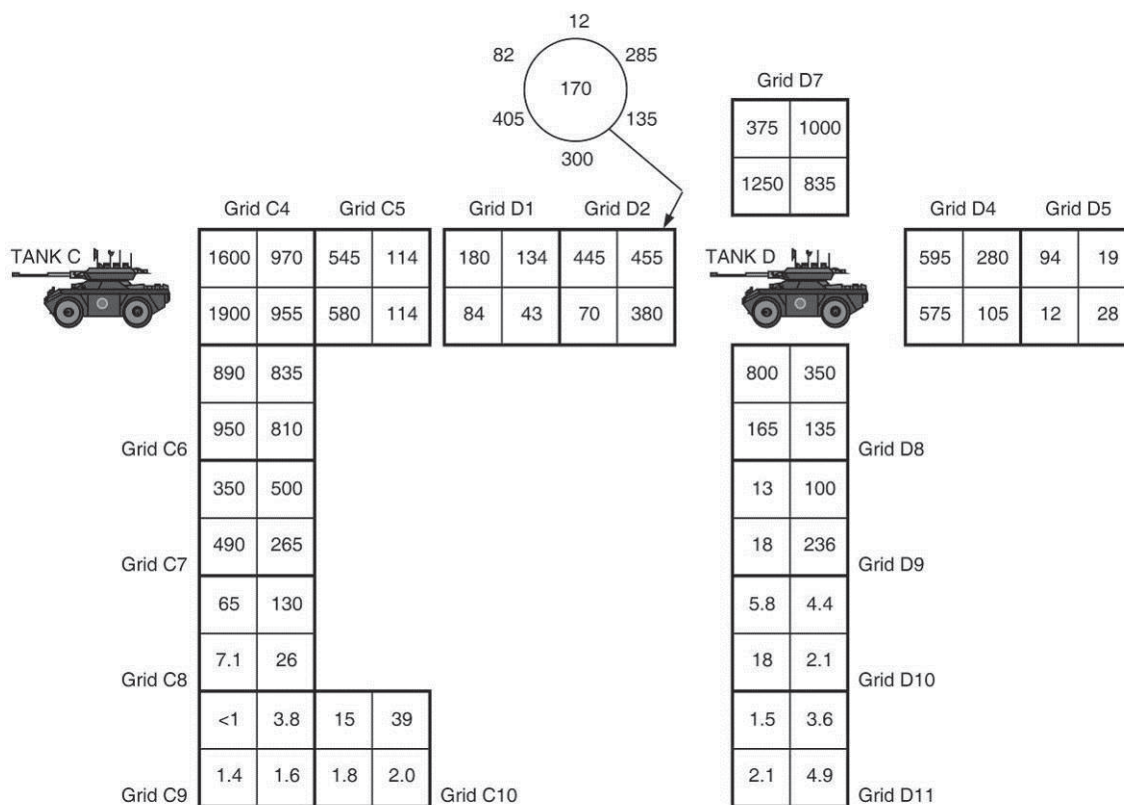 12
82 285
170
405 135
300
Grid D7
375 1000
1250 835
Grid C4 Grid C5 Grid D1 Grid D2 Grid D4 Grid D5
TANK C 1600 970 545 114 180 134 445 455 TANK D 595 280 94 19
1900 955 580 114 84 43 70 380 575 105 12 28
890 835 800 350
950 810 165 135
Grid C6 Grid D8
350 500 13 100
490 265 18 236
Grid C7 Grid D9
65 130 5.8 4.4
7.1 26 18 2.1
Grid C8 Grid D10
<1 3.8 15 39 1.5 3.6
1.4 1.6 1.8 2.0 2.1 4.9
Grid C9 Grid C10 Grid D11